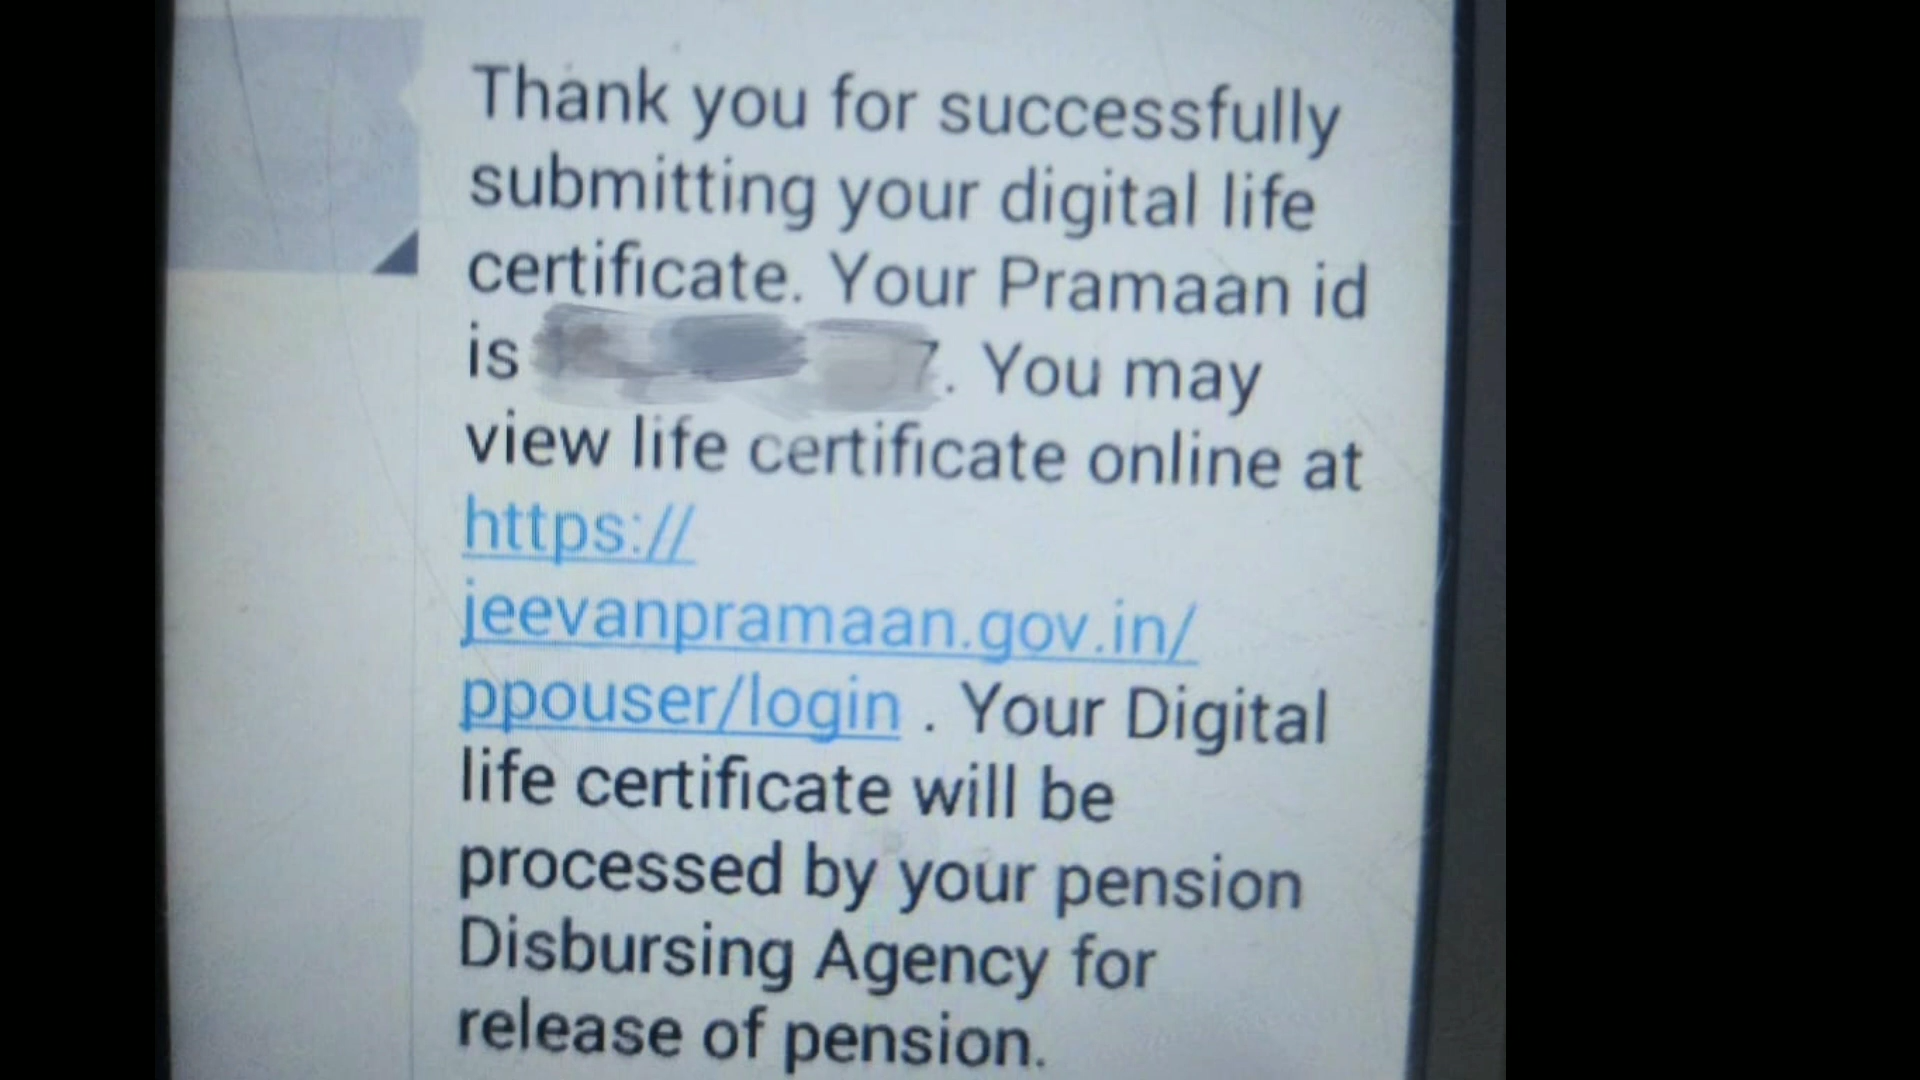 Thank you for successfully
submitting your digital life
certificate. Your Pramaan id
is 7. You may
view life certificate online at
https://
jeevanpramaan.gov.in/
ppouser/login . Your Digital
life certificate will be
processed by your pension
Disbursing Agency for
release of pension.